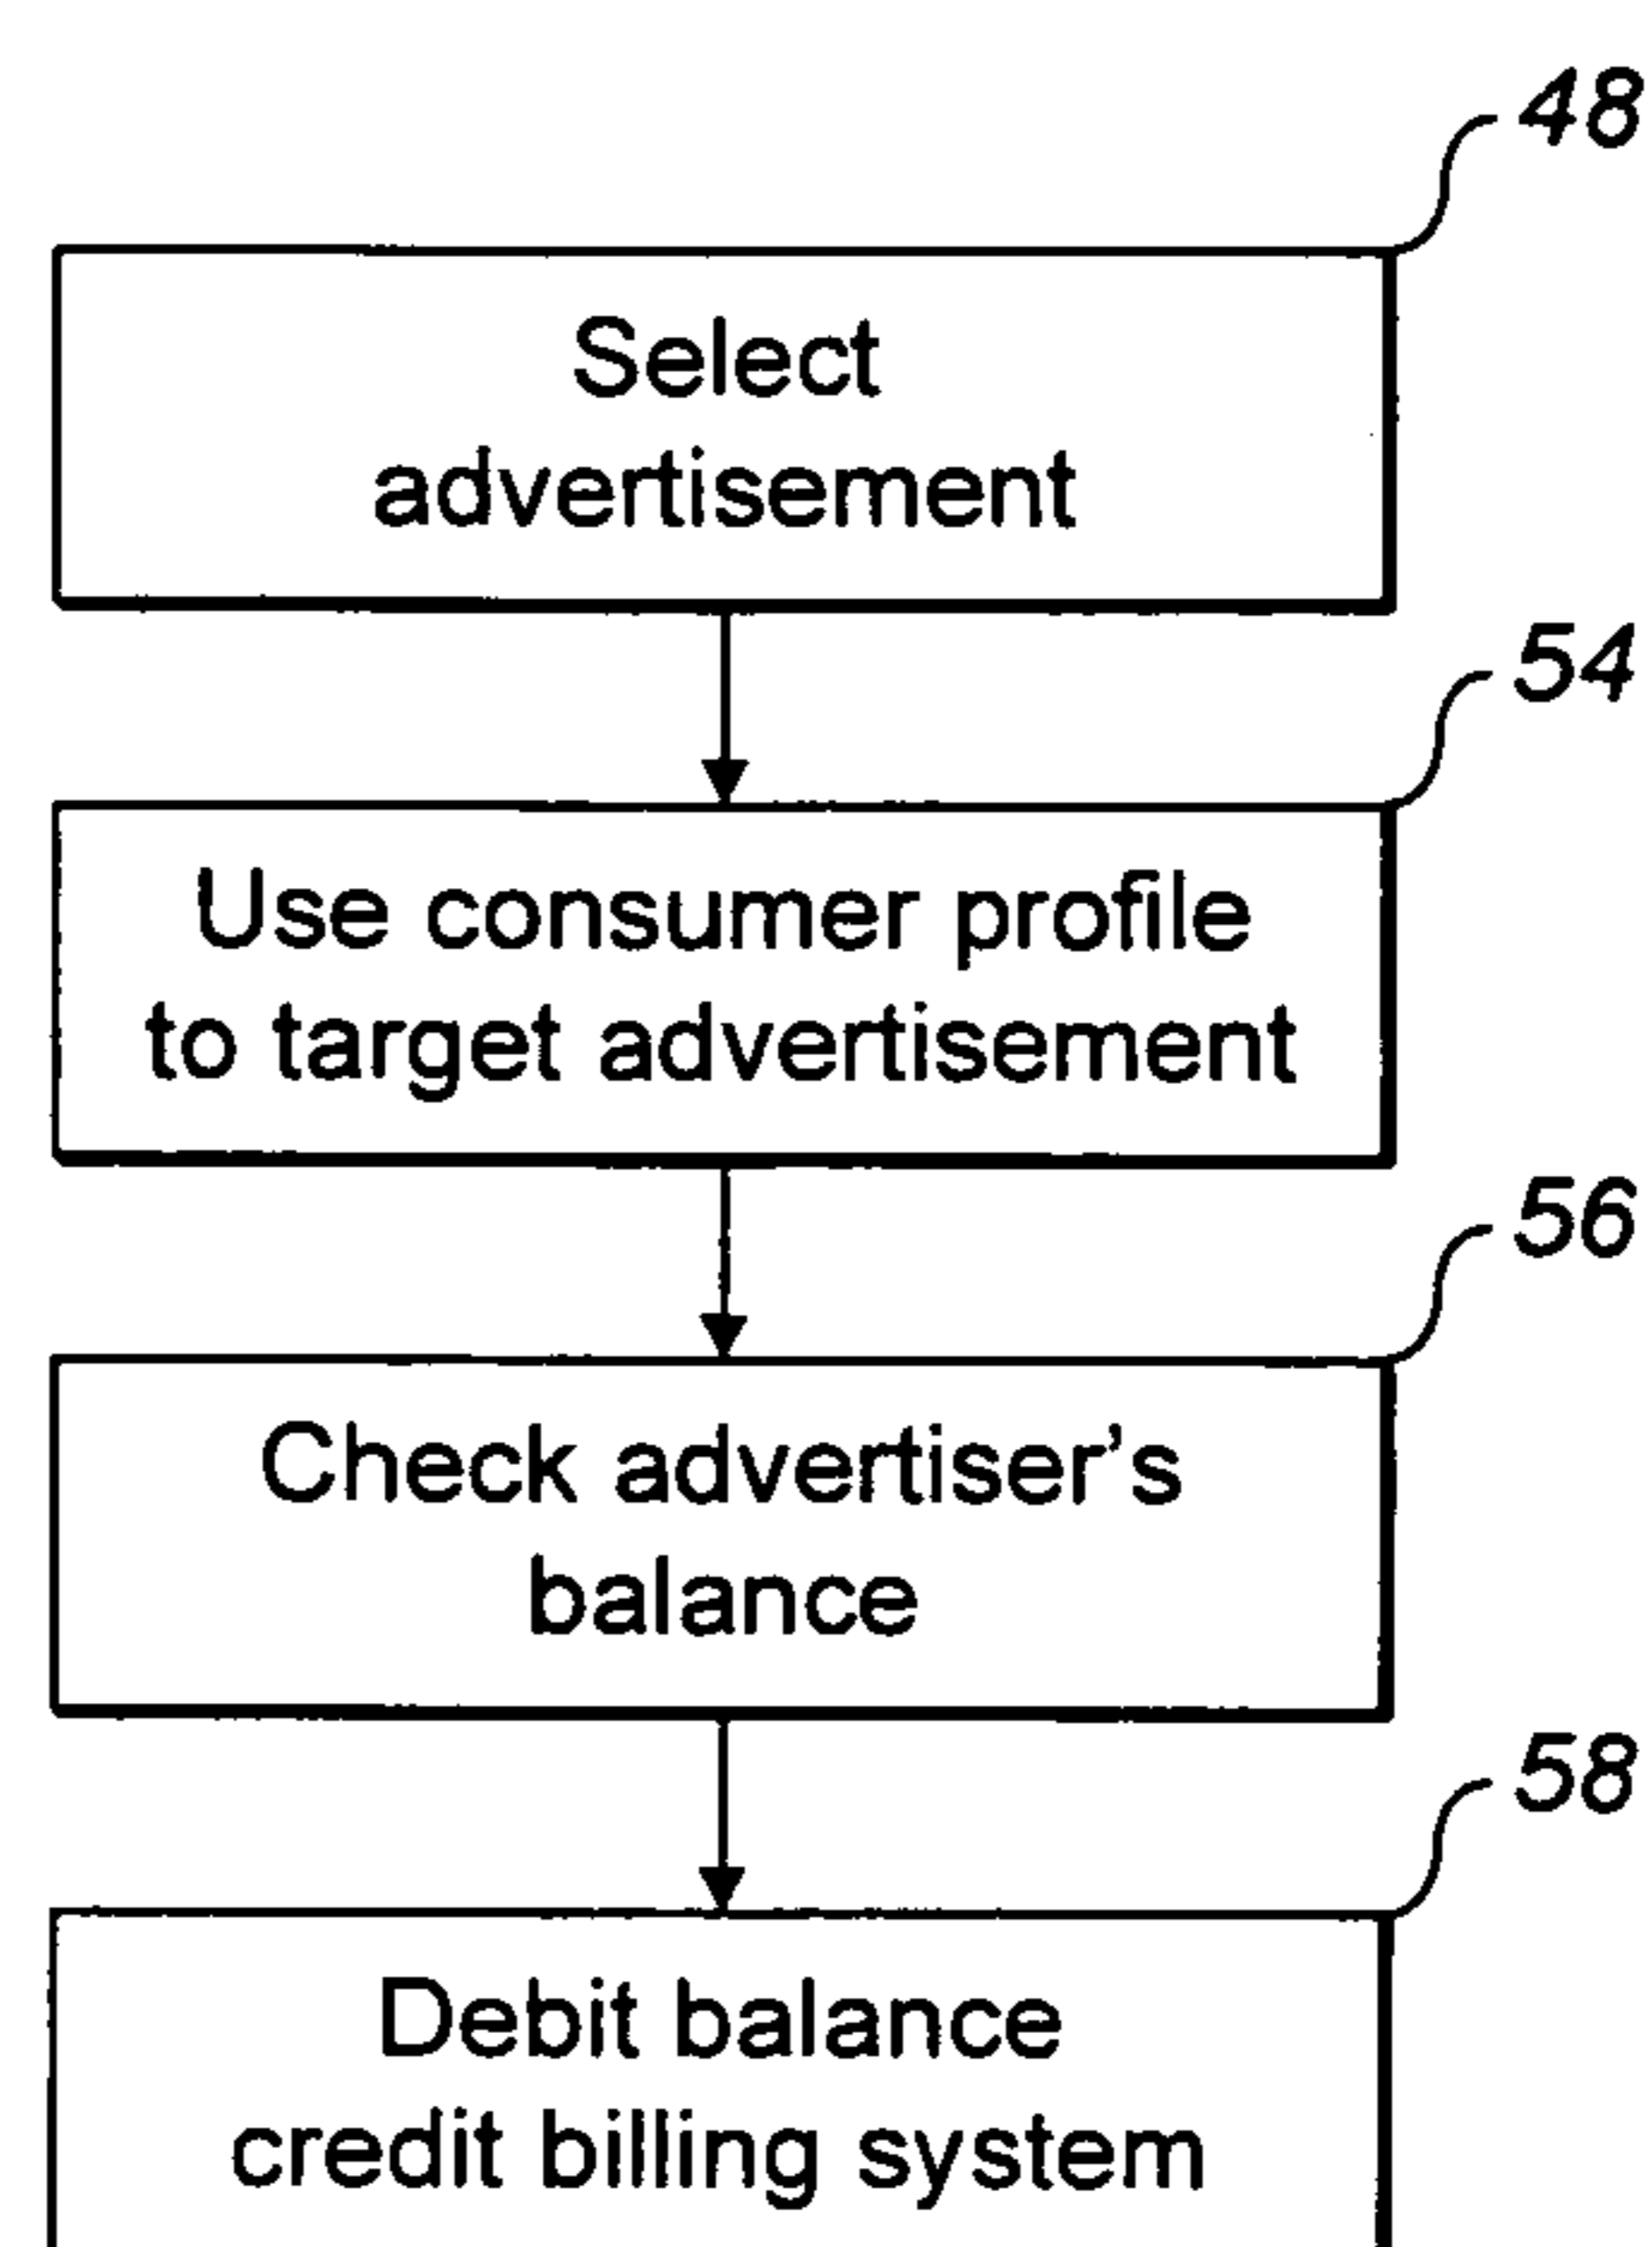 48
Select
advertisement
54
Use consumer profile
to target advertisement
56
Check advertiser's
balance
58
Debit balance
credit billing system